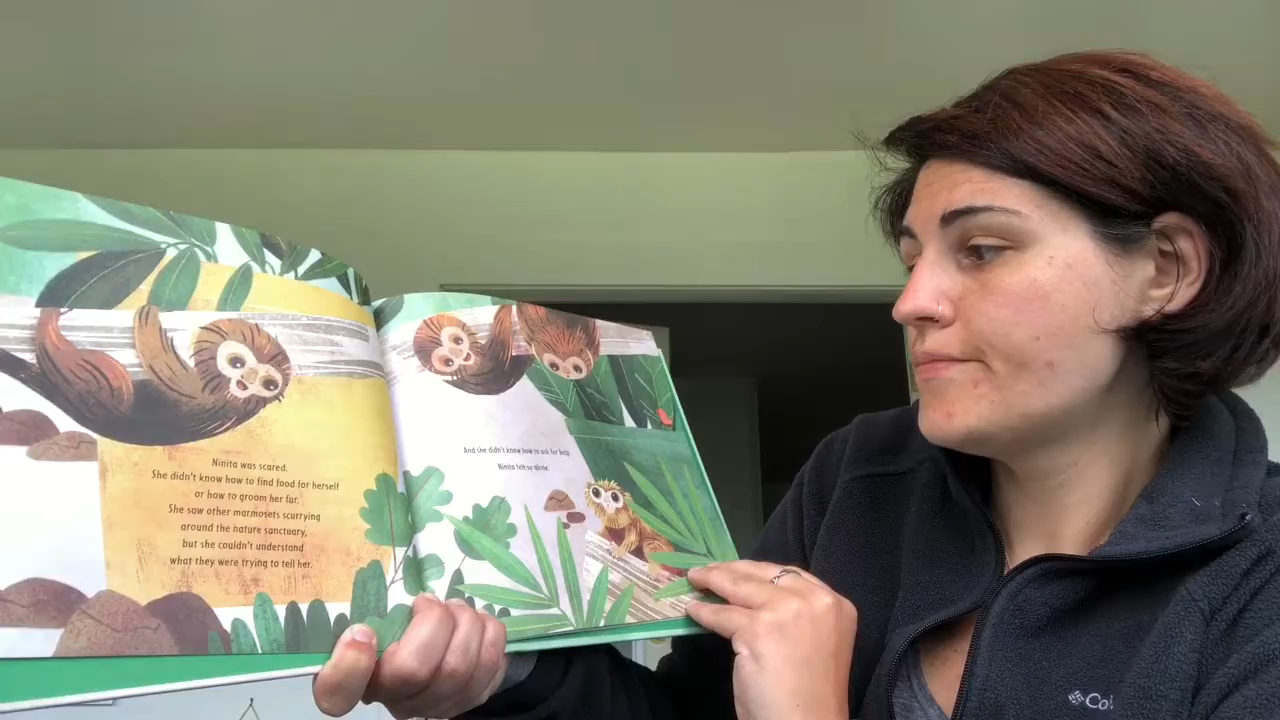 Ninita was scared.
She didn't know how to find food for herself
or how to groom her fur.
She saw other marmosets scurrying
around the nature sanctuary,
but she couldn't understand
what they were trying to tell her.
And she didn't know how to ask for help.
Ninita felt so alone.
Col